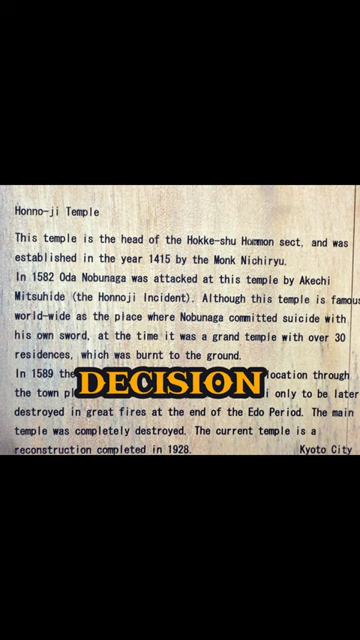 Honno-ji Temple
This temple is the head of the Hokke-shu Hommon sect, and was
established in the year 1415 by the Monk Nichiryu.
In 1582 Oda Nobunaga was attacked at this temple by Akechi
Mitsuhide (the Honnoji Incident). Although this temple is famous
world-wide as the place where Nobunaga committed suicide with
his own sword, at the time it was a grand temple with over 30
residences, which was burnt to the ground.
In 1589 the location through
DECISION
the town only to be later
destroyed in great fires at the end of the Edo Period. The main
temple was completely destroyed. The current temple is a
reconstruction completed in 1928. Kyoto City